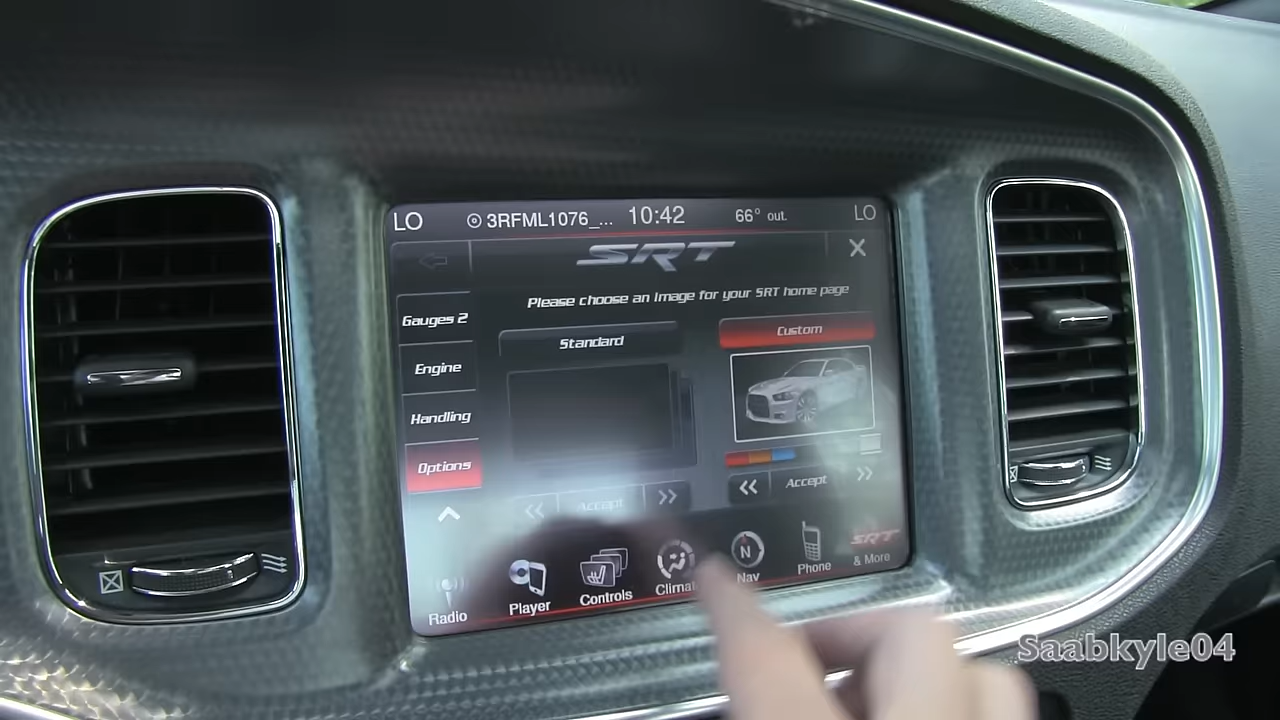 LO
3RFML1076_...
10:42
66° out.
LO
SRT
X
Please choose an image for your SRT home page
Gauges 2
Engine
Handling
Options
Standard
Custom
Accept
Accept
Radio
Player
Controls
Climat
N
Nav
Phone
SRT
& More
Saabkyle04